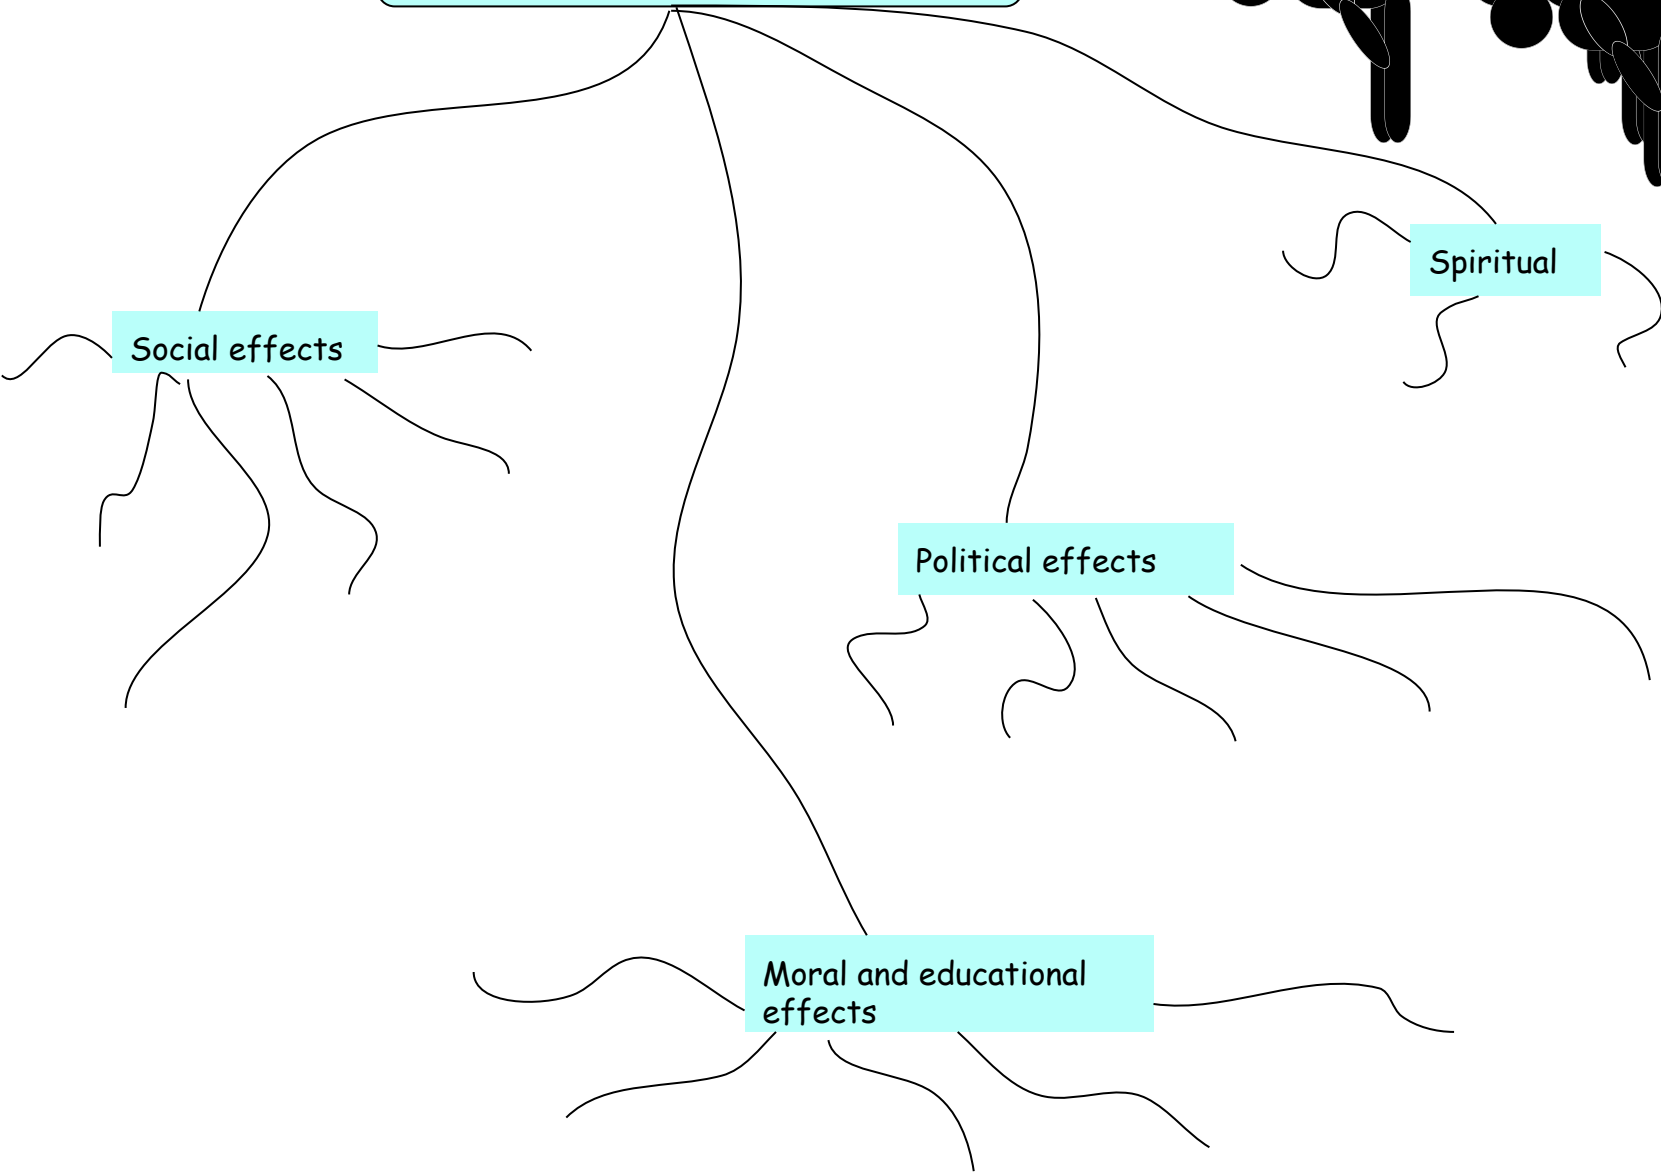 Spiritual
Social effects
Political effects
Moral and educational
effects